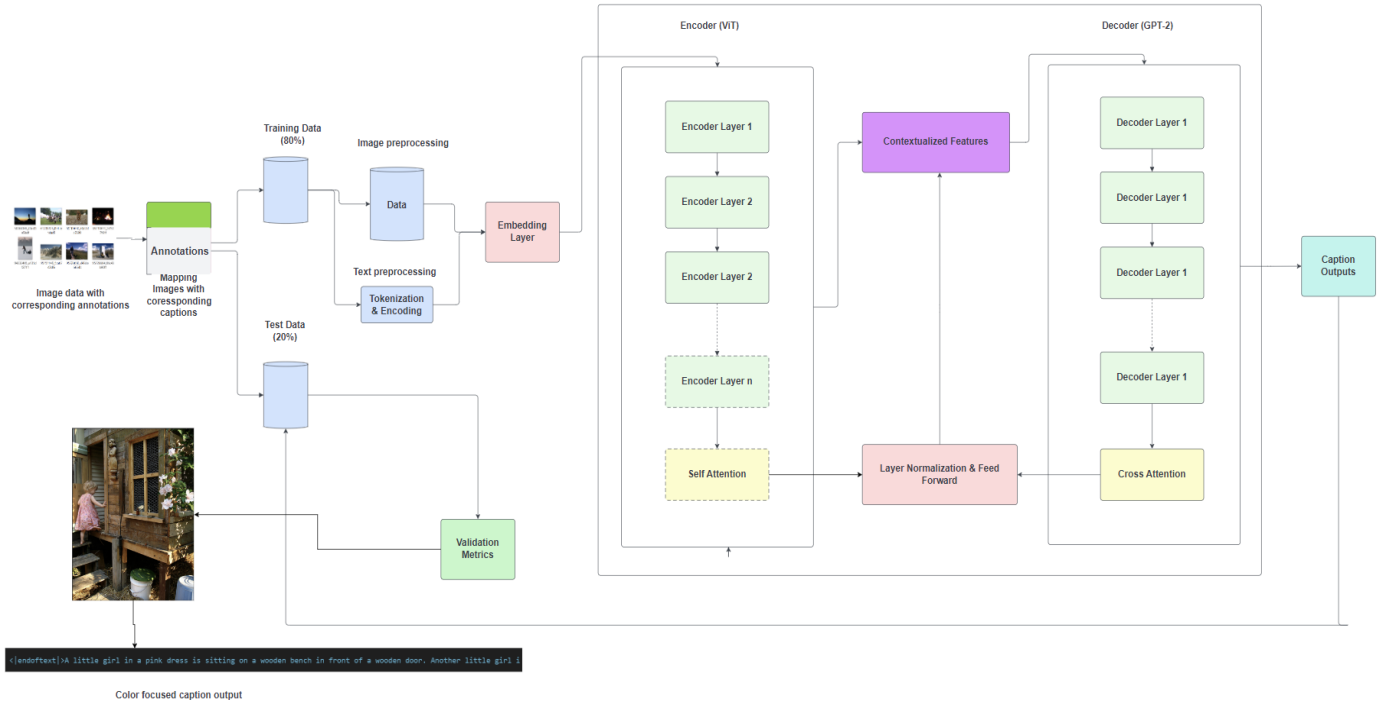 Encoder (ViT)
Decoder (GPT-2)
Encoder Layer 1
Encoder Layer 2
Encoder Layer 2
Encoder Layer n
Self Attention
Contextualized Features
Layer Normalization & Feed
Forward
Decoder Layer 1
Decoder Layer 1
Decoder Layer 1
Decoder Layer 1
Cross Attention
Caption
Outputs
Training Data
(80%)
Image preprocessing
Data
Text preprocessing
Tokenization
& Encoding
Embedding
Layer
Annotations
Mapping
Images with
coressponding
captions
Image data with
corresponding annotations
Test Data
(20%)
Validation
Metrics
<|endoftext|>A little girl in a pink dress is sitting on a wooden bench in front of a wooden door. Another little girl i
Color focused caption output